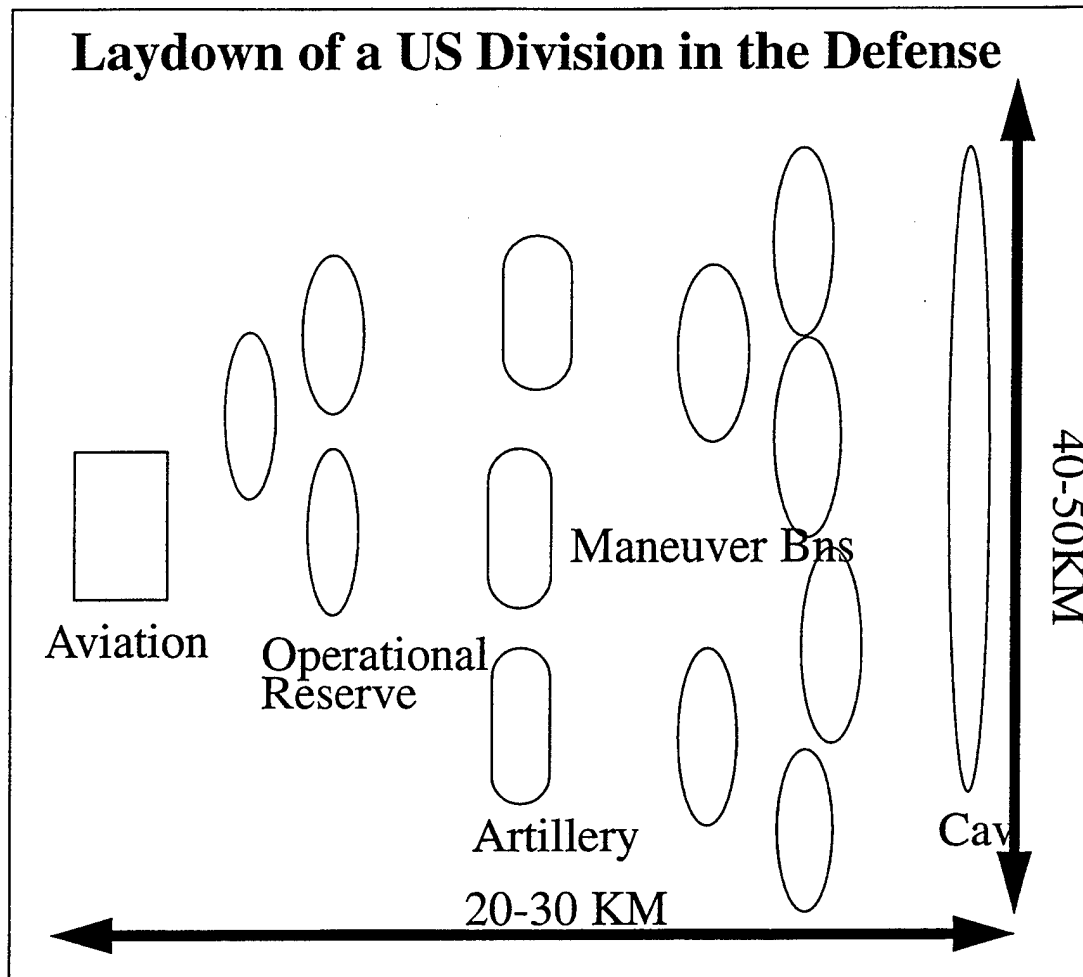 Laydown of a US Division in the Defense
40-50KM
Maneuver Bns
Aviation
Operational
Reserve
Artillery
Cav
20-30 KM